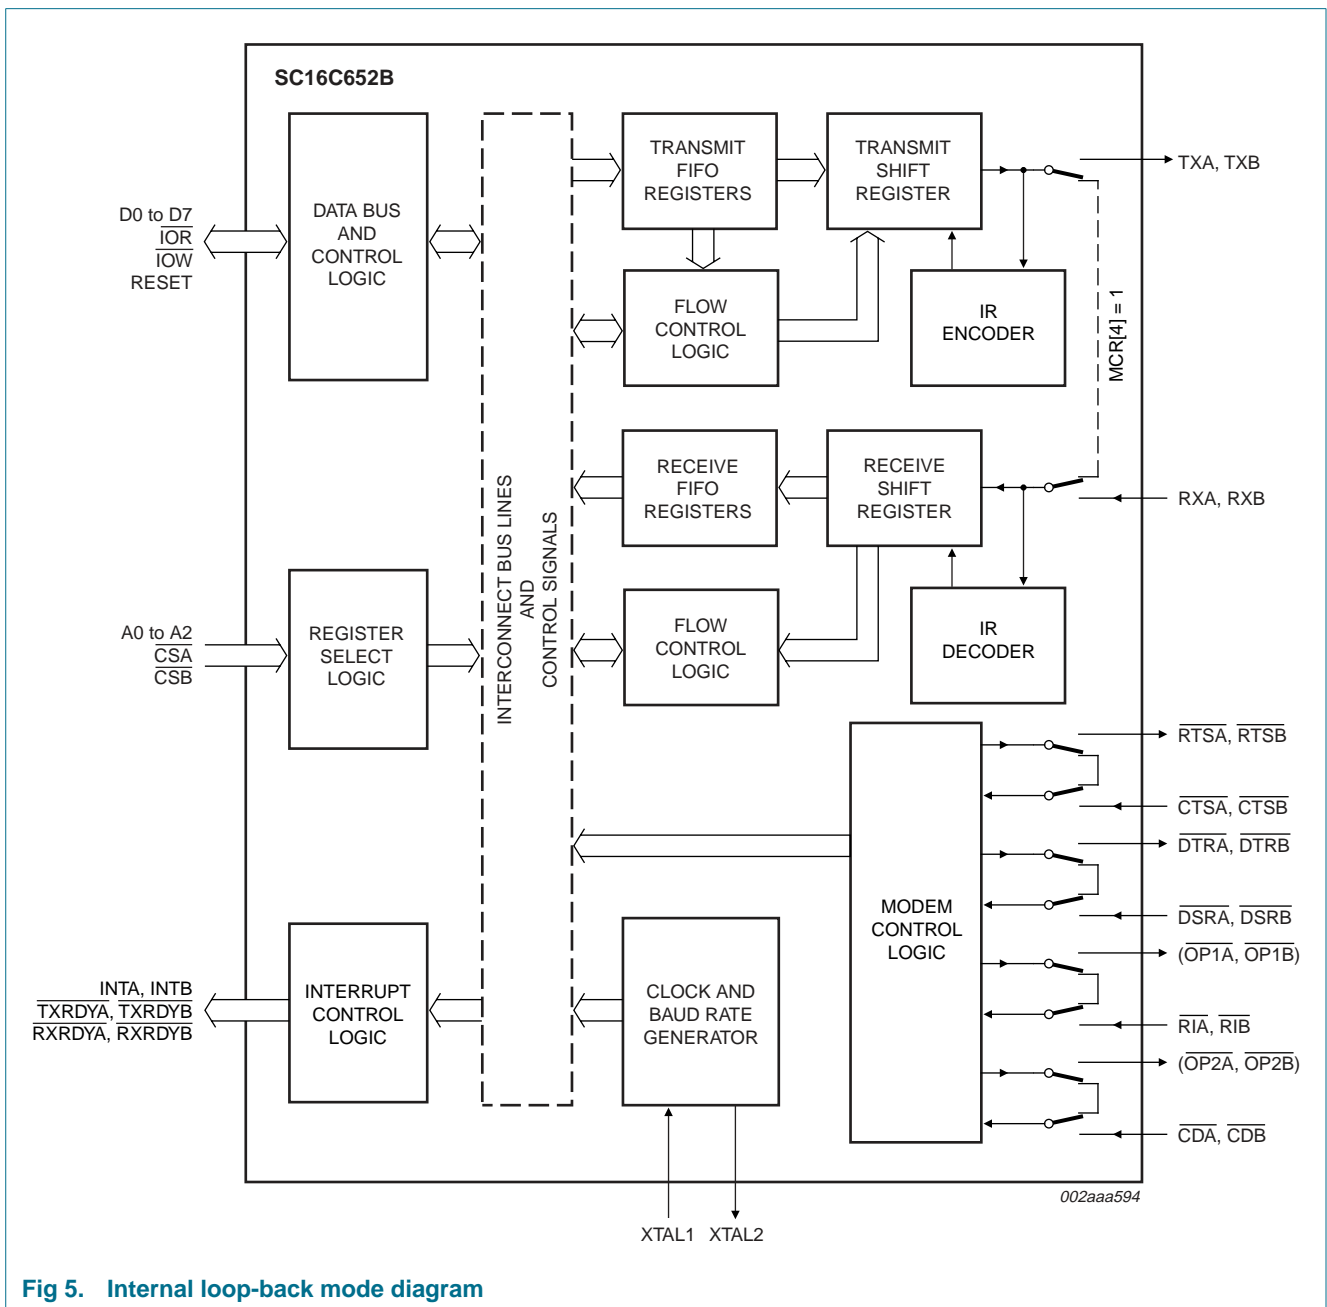 SC16C652B
D0 to D7
IOR
IOW
RESET
DATA BUS
AND
CONTROL
LOGIC
TRANSMIT
FIFO
REGISTERS
TRANSMIT
SHIFT
REGISTER
TXA, TXB
FLOW
CONTROL
LOGIC
IR
ENCODER
MCR[4] = 1
INTERCONNECT BUS LINES
AND
CONTROL SIGNALS
RECEIVE
FIFO
REGISTERS
RECEIVE
SHIFT
REGISTER
RXA, RXB
A0 to A2
CSA
CSB
REGISTER
SELECT
LOGIC
FLOW
CONTROL
LOGIC
IR
DECODER
RTSA, RTSB
CTSA, CTSB
DTRA, DTRB
MODEM
CONTROL
LOGIC
DSRA, DSRB
(OP1A, OP1B)
RIA, RIB
(OP2A, OP2B)
CDA, CDB
INTA, INTB
TXRDYA, TXRDYB
RXRDYA, RXRDYB
INTERRUPT
CONTROL
LOGIC
CLOCK AND
BAUD RATE
GENERATOR
002aaa594
XTAL1 XTAL2
Fig 5. Internal loop-back mode diagram